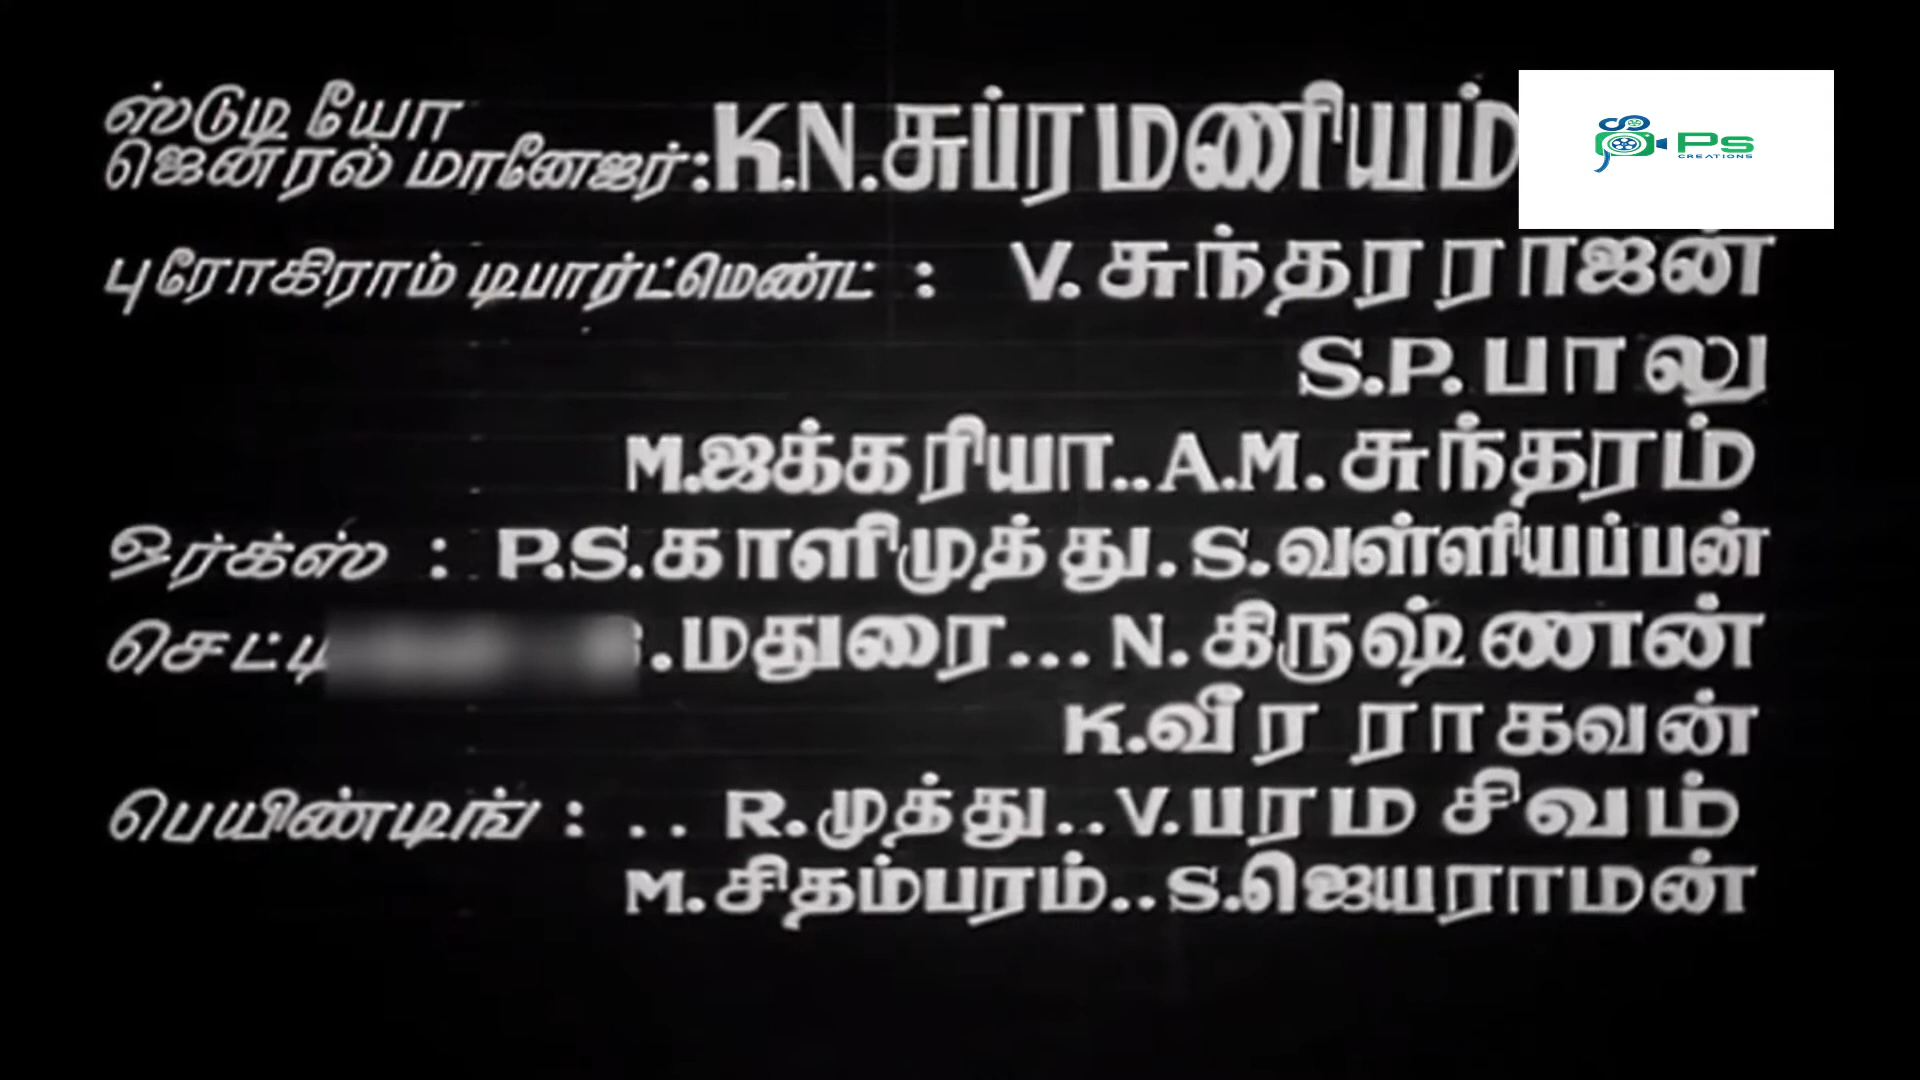 ஸ்டுடியோ
ஜெனரல் மானேஜர்: K.N. சுப்ரமணியம்
Ps
CREATIONS
புரோகிராம் டிபார்ட்மெண்ட் : V. சுந்தரராஜன்
S.P. பாலு
M.ஜக்கரியா.. A.M. சுந்தரம்
ஒர்க்ஸ் : P.S.காளிமுத்து. S.வள்ளியப்பன்
.மதுரை... N.கிருஷ்ணன்
K.வீரராகவன்
பெயிண்டிங் : .. R.முத்து.. V.பரமசிவம்
M.சிதம்பரம்.. S.ஜெயராமன்